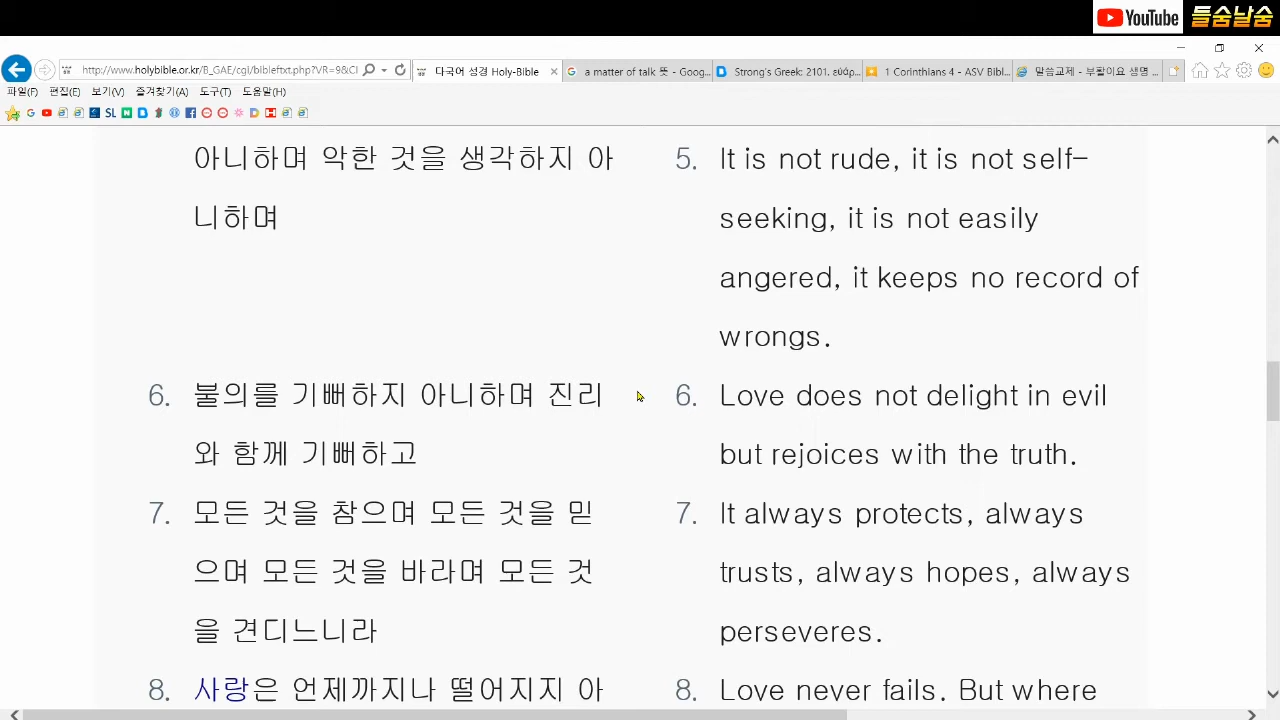 YouTube 들숨날숨
http://www.holybible.or.kr/B_GAE/cgi/bibleftxt.php?VR=9&CI
다국어 성경 Holy-Bible
a matter of talk 뜻 - Goog...
Strong's Greek: 2101. εὐάρ...
1 Corinthians 4 - ASV Bibl...
말씀교제 - 부활이요 생명 ...
파일(F) 편집(E) 보기(V) 즐겨찾기(A) 도구(T) 도움말(H)
아니하며 악한 것을 생각하지 아
니하며
6. 불의를 기뻐하지 아니하며 진리
와 함께 기뻐하고
7. 모든 것을 참으며 모든 것을 믿
으며 모든 것을 바라며 모든 것
을 견디느니라
8. 사랑은 언제까지나 떨어지지 아
5. It is not rude, it is not self-
seeking, it is not easily
angered, it keeps no record of
wrongs.
6. Love does not delight in evil
but rejoices with the truth.
7. It always protects, always
trusts, always hopes, always
perseveres.
8. Love never fails. But where